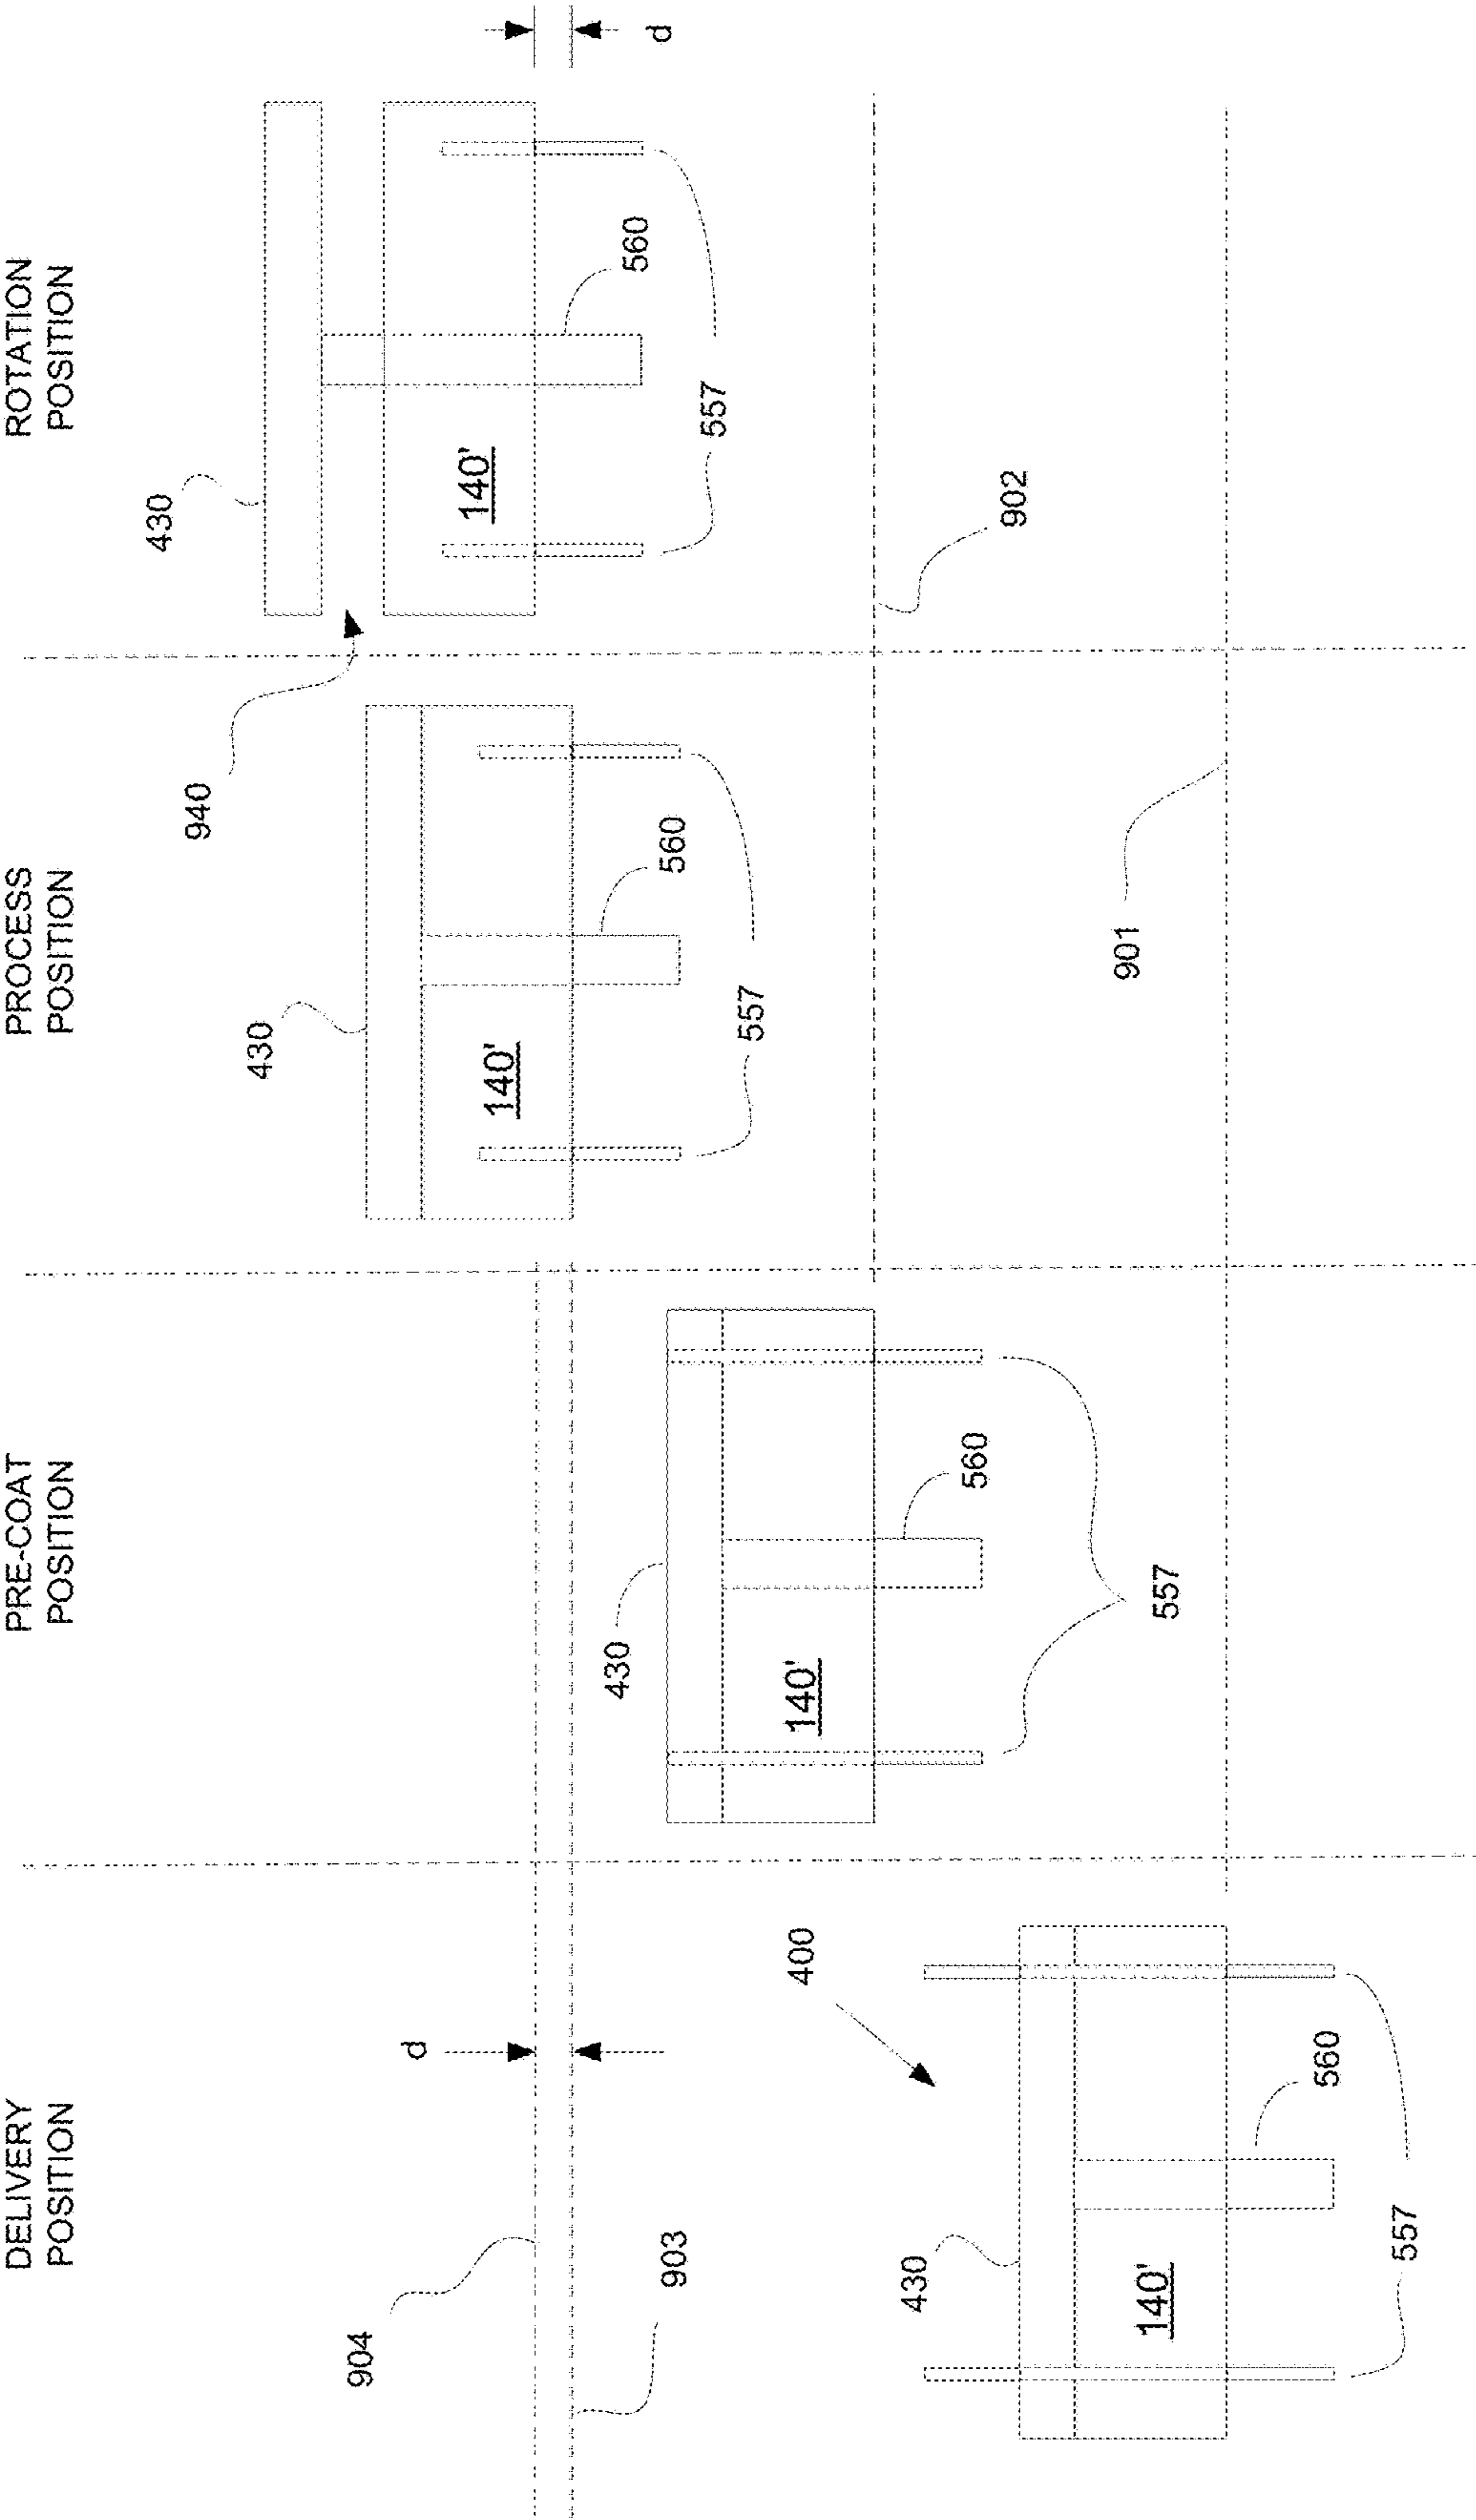 DELIVERY
POSITION
904
d
903
400
430
140'
560
557
PRE-COAT
POSITION
430
140'
560
557
PROCESS
POSITION
430
140'
560
557
901
ROTATION
POSITION
940
430
140'
560
557
902
d